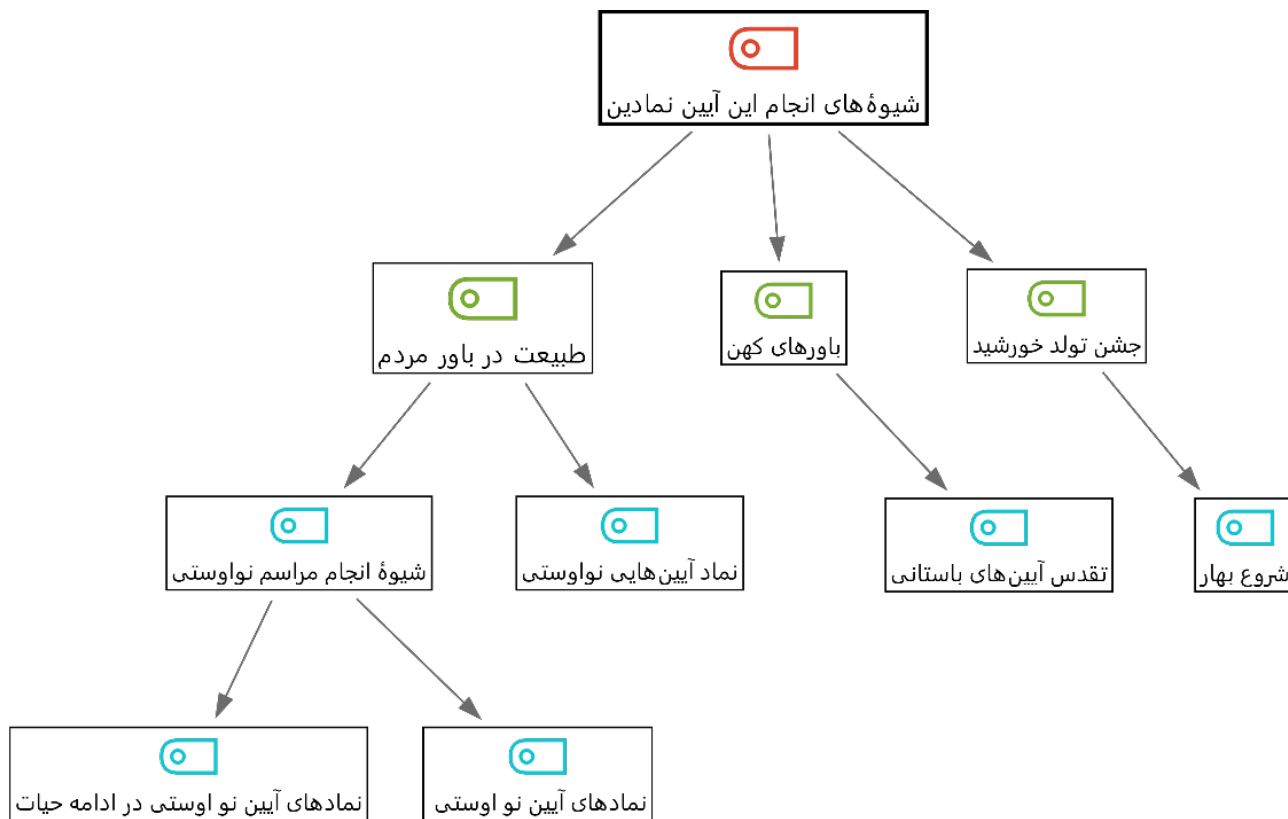 شیوۀ‌های انجام این آیین نمادین
جشن تولد خورشید
باورهای کهن
طبیعت در باور مردم
شروع بهار
تقدس آیین‌های باستانی
نماد آیین‌هایی نواوستی
شیوۀ انجام مراسم نواوستی
نمادهای آیین نو اوستی
نمادهای آیین نو اوستی در ادامه حیات